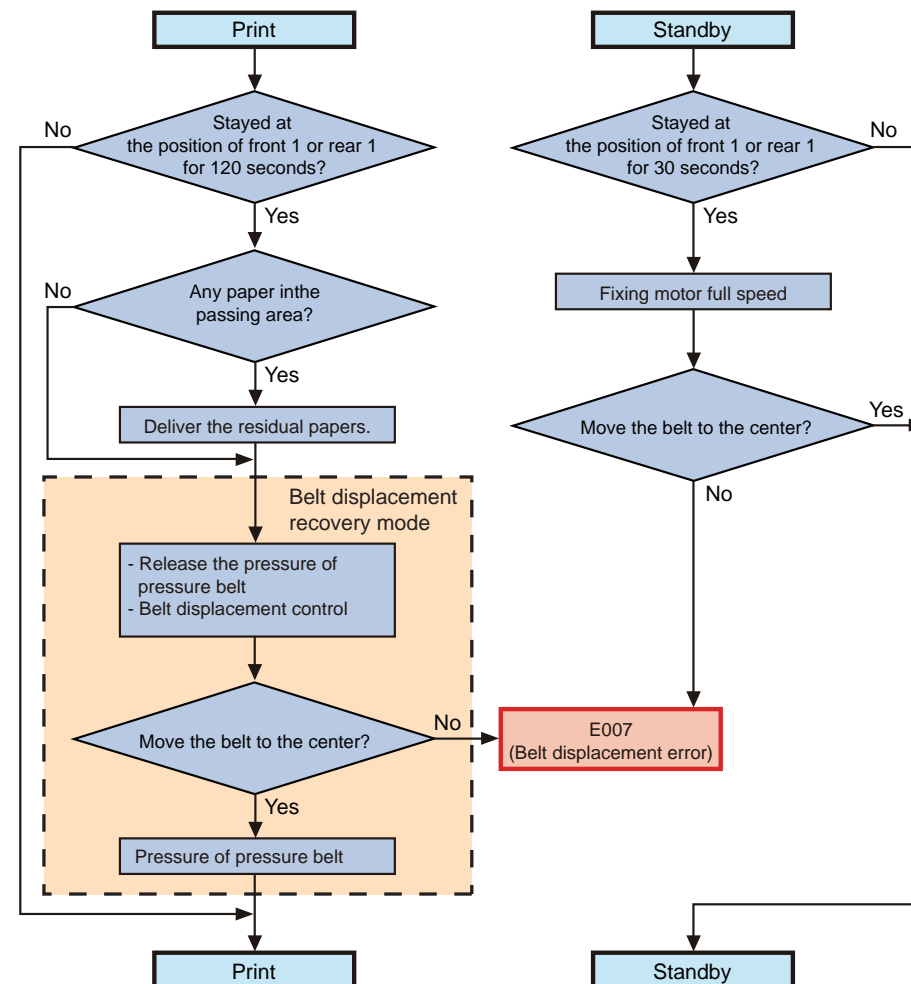 Print
No
Stayed at
the position of front 1 or rear 1
for 120 seconds?
Yes
No
Any paper inthe
passing area?
Yes
Deliver the residual papers.
Belt displacement
recovery mode
- Release the pressure of
pressure belt
- Belt displacement control
Move the belt to the center?
No
Yes
Pressure of pressure belt
Print
Standby
Stayed at
the position of front 1 or rear 1
for 30 seconds?
No
Yes
Fixing motor full speed
Move the belt to the center?
Yes
No
E007
(Belt displacement error)
Standby